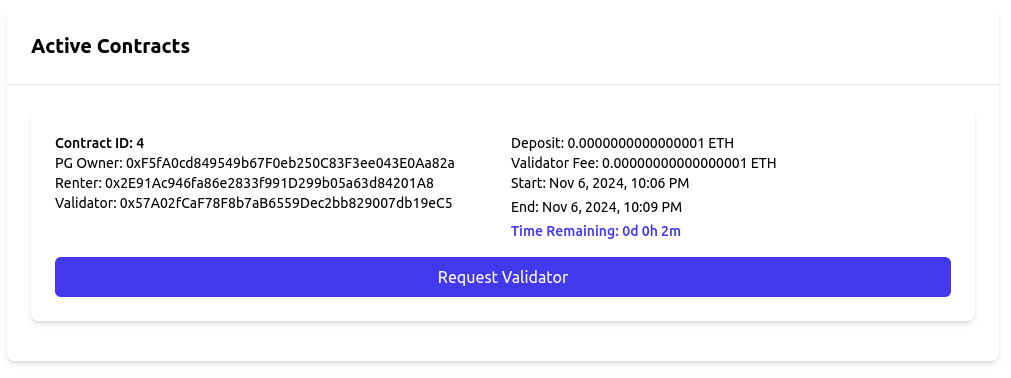 Active Contracts
Contract ID: 4
PG Owner: 0xF5fA0cd849549b67F0eb250C83F3ee043E0Aa82a
Renter: 0x2E91Ac946fa86e2833f991D299b05a63d84201A8
Validator: 0x57A02fCaF78F8b7aB6559Dec2bb829007db19eC5
Deposit: 0.0000000000000001 ETH
Validator Fee: 0.00000000000000001 ETH
Start: Nov 6, 2024, 10:06 PM
End: Nov 6, 2024, 10:09 PM
Time Remaining: 0d 0h 2m
Request Validator